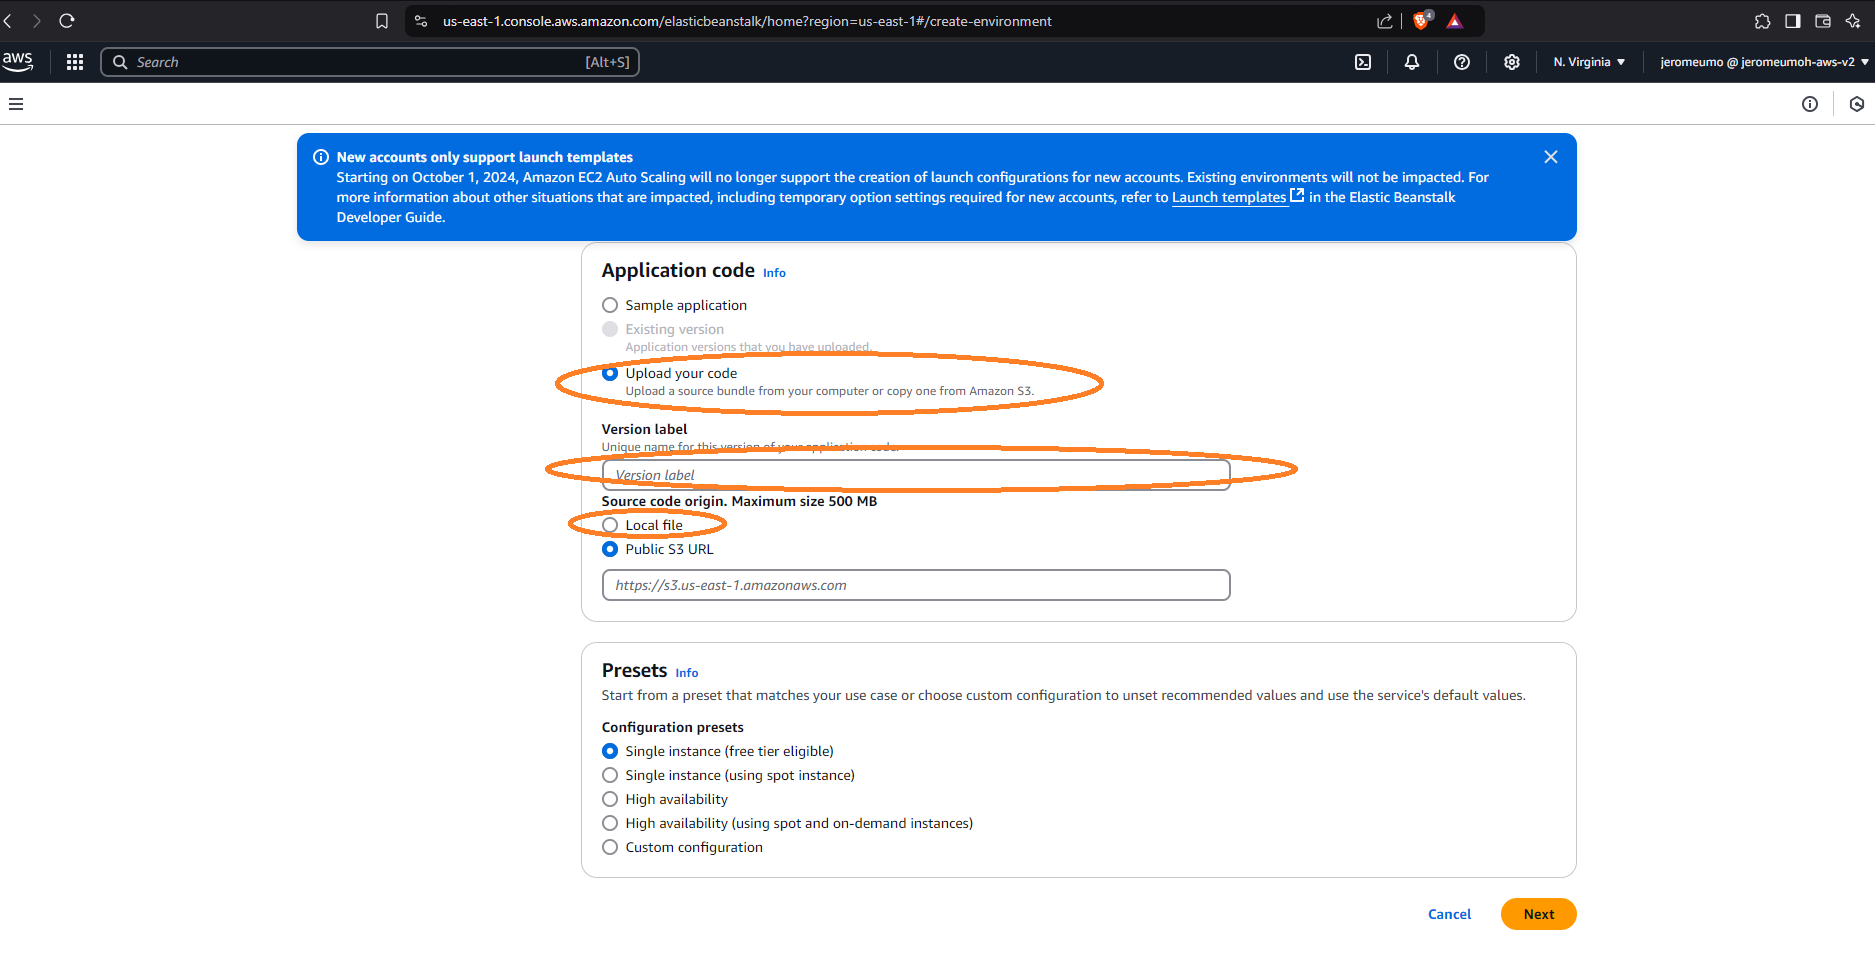 us-east-1.console.aws.amazon.com/elasticbeanstalk/home?region=us-east-1#/create-environment
4
aws
Search
[Alt+S]
N. Virginia
jeromeumo @ jeromeumoh-aws-v2
New accounts only support launch templates
Starting on October 1, 2024, Amazon EC2 Auto Scaling will no longer support the creation of launch configurations for new accounts. Existing environments will not be impacted. For
more information about other situations that are impacted, including temporary option settings required for new accounts, refer to Launch templates in the Elastic Beanstalk
Developer Guide.
Application code Info
Sample application
Existing version
Application versions that you have uploaded.
Upload your code
Upload a source bundle from your computer or copy one from Amazon S3.
Version label
Unique name for this version of your application code.
Version label
Source code origin. Maximum size 500 MB
Local file
Public S3 URL
https://s3.us-east-1.amazonaws.com
Presets Info
Start from a preset that matches your use case or choose custom configuration to unset recommended values and use the service's default values.
Configuration presets
Single instance (free tier eligible)
Single instance (using spot instance)
High availability
High availability (using spot and on-demand instances)
Custom configuration
Cancel
Next